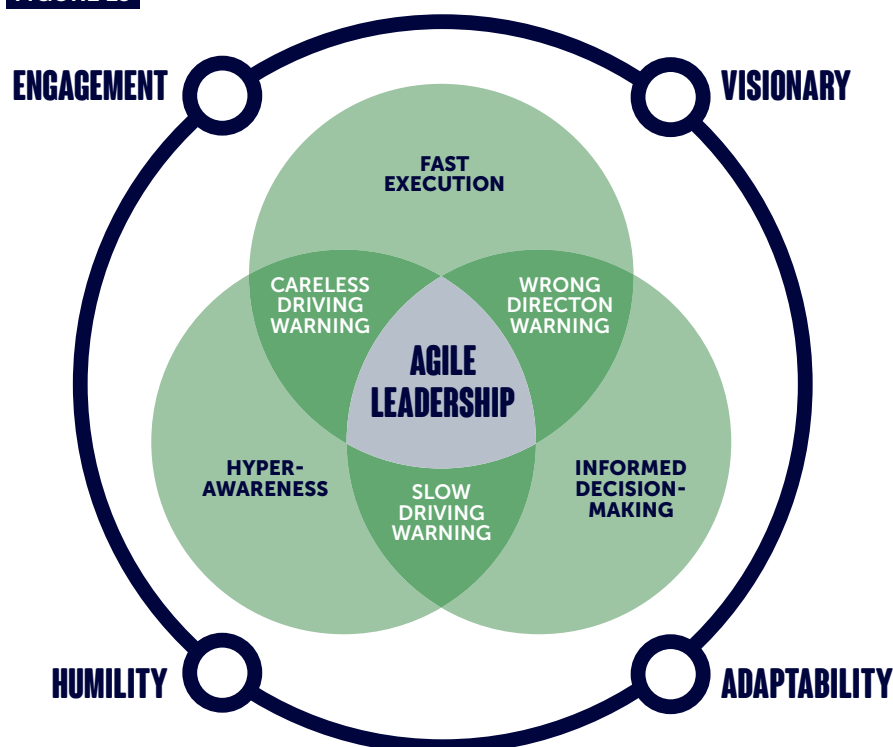 ENGAGEMENT
VISIONARY
FAST
EXECUTION
CARELESS
DRIVING
WARNING
WRONG
DIRECTON
WARNING
AGILE
LEADERSHIP
HYPER-
AWARENESS
INFORMED
DECISION-
MAKING
SLOW
DRIVING
WARNING
HUMILITY
ADAPTABILITY